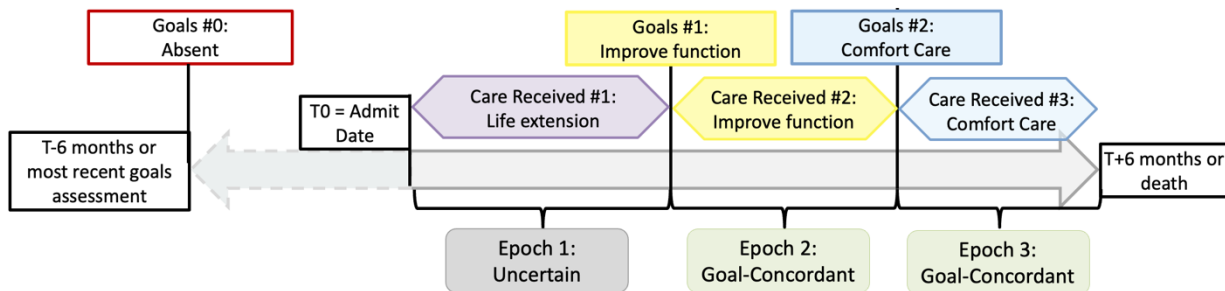 Goals #0:
Absent
Goals #1:
Improve function
Goals #2:
Comfort Care
T0 = Admit
Date
Care Received #1:
Life extension
Care Received #2:
Improve function
Care Received #3:
Comfort Care
T-6 months or
most recent goals
assessment
T+6 months or
death
Epoch 1:
Uncertain
Epoch 2:
Goal-Concordant
Epoch 3:
Goal-Concordant